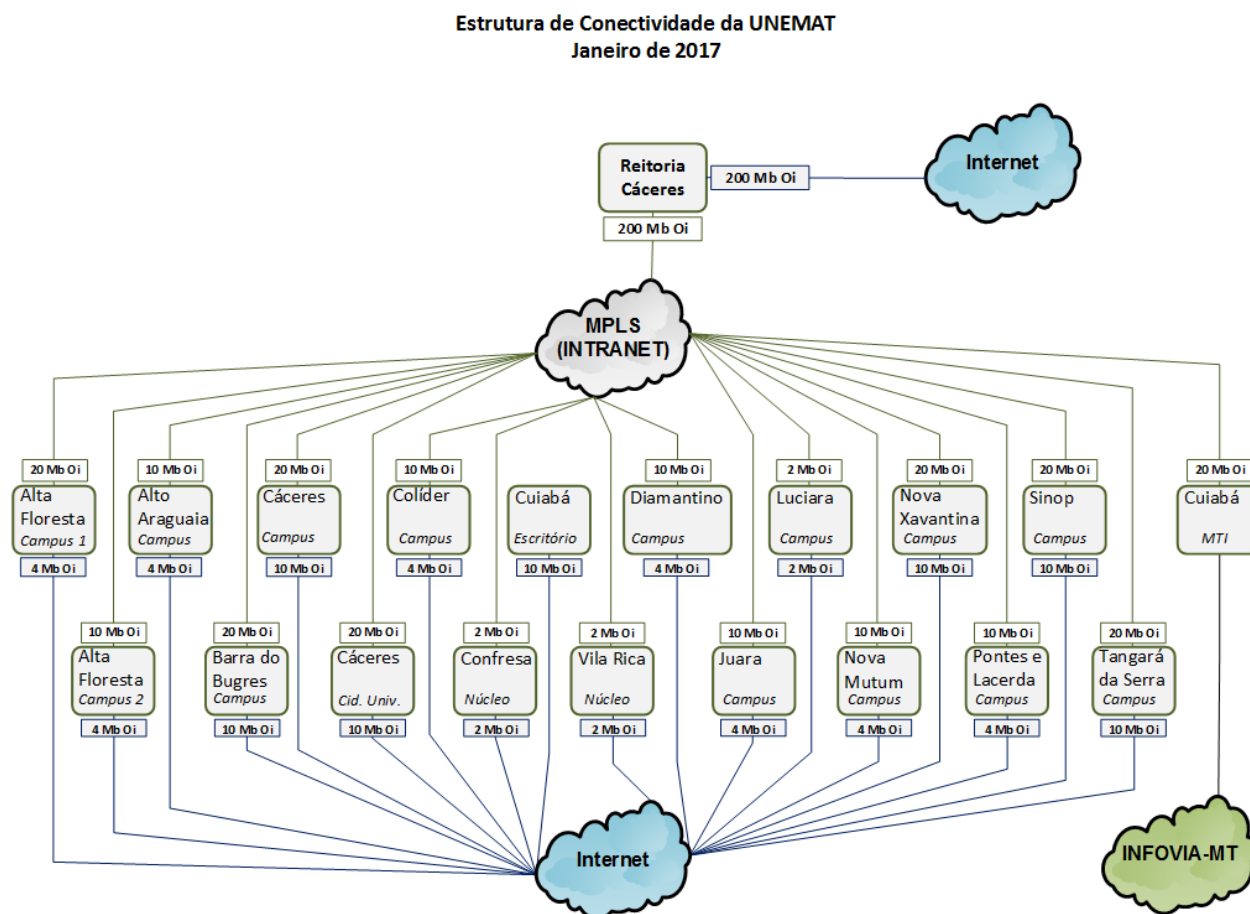 Estrutura de Conectividade da UNEMAT
Janeiro de 2017
Reitoria
Cáceres
200 Mb Oi
Internet
200 Mb Oi
MPLS
(INTRANET)
20 Mb Oi
Alta
Floresta
Campus 1
4 Mb Oi
10 Mb Oi
Alto
Araguaia
Campus
4 Mb Oi
20 Mb Oi
Cáceres
Campus
10 Mb Oi
10 Mb Oi
Colíder
Campus
4 Mb Oi
Cuiabá
Escritório
10 Mb Oi
10 Mb Oi
Diamantino
Campus
4 Mb Oi
2 Mb Oi
Luciara
Campus
2 Mb Oi
20 Mb Oi
Nova
Xavantina
Campus
10 Mb Oi
20 Mb Oi
Sinop
Campus
10 Mb Oi
20 Mb Oi
Cuiabá
MTI
10 Mb Oi
Alta
Floresta
Campus 2
4 Mb Oi
20 Mb Oi
Barra do
Bugres
Campus
10 Mb Oi
20 Mb Oi
Cáceres
Cid. Univ.
10 Mb Oi
2 Mb Oi
Confresa
Núcleo
2 Mb Oi
2 Mb Oi
Vila Rica
Núcleo
2 Mb Oi
10 Mb Oi
Juara
Campus
4 Mb Oi
10 Mb Oi
Nova
Mutum
Campus
4 Mb Oi
10 Mb Oi
Pontes e
Lacerda
Campus
4 Mb Oi
20 Mb Oi
Tangará
da Serra
Campus
10 Mb Oi
Internet
INFOVIA-MT